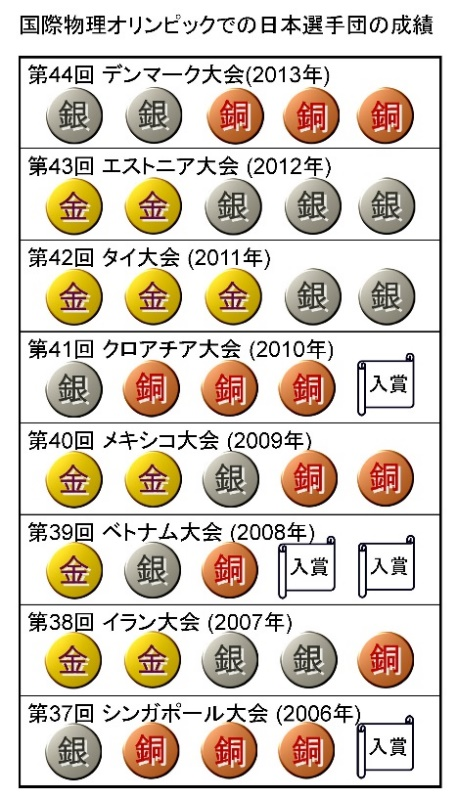 国際物理オリンピックでの日本選手団の成績
第44回 デンマーク大会(2013年)
銀 銀 銅 銅 銅
第43回 エストニア大会 (2012年)
金 金 銀 銀 銀
第42回 タイ大会 (2011年)
金 金 金 銀 銀
第41回 クロアチア大会 (2010年)
銀 銅 銅 銅 入賞
第40回 メキシコ大会 (2009年)
金 金 銀 銅 銅
第39回 ベトナム大会 (2008年)
金 銀 銅 入賞 入賞
第38回 イラン大会 (2007年)
金 金 銀 銀 銅
第37回 シンガポール大会 (2006年)
銀 銅 銅 銅 入賞